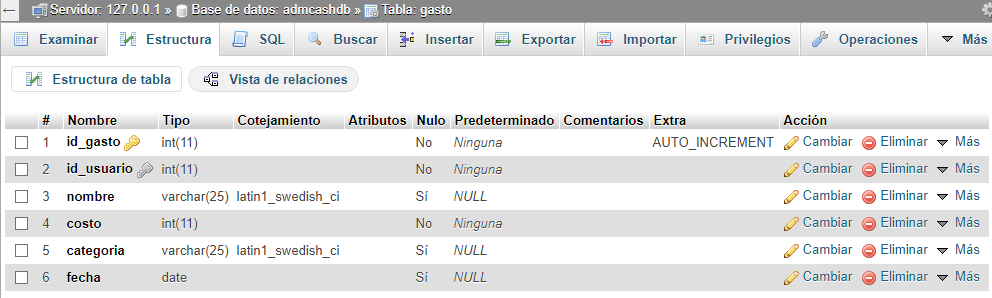 Servidor: 127.0.0.1 » Base de datos: admcashdb » Tabla: gasto
Examinar Estructura SQL Buscar Insertar Exportar Importar Privilegios Operaciones Más
Estructura de tabla Vista de relaciones
# Nombre Tipo Cotejamiento Atributos Nulo Predeterminado Comentarios Extra Acción
1 id_gasto int(11) No Ninguna AUTO_INCREMENT Cambiar Eliminar Más
2 id_usuario int(11) No Ninguna Cambiar Eliminar Más
3 nombre varchar(25) latin1_swedish_ci Sí NULL Cambiar Eliminar Más
4 costo int(11) No Ninguna Cambiar Eliminar Más
5 categoria varchar(25) latin1_swedish_ci Sí NULL Cambiar Eliminar Más
6 fecha date Sí NULL Cambiar Eliminar Más